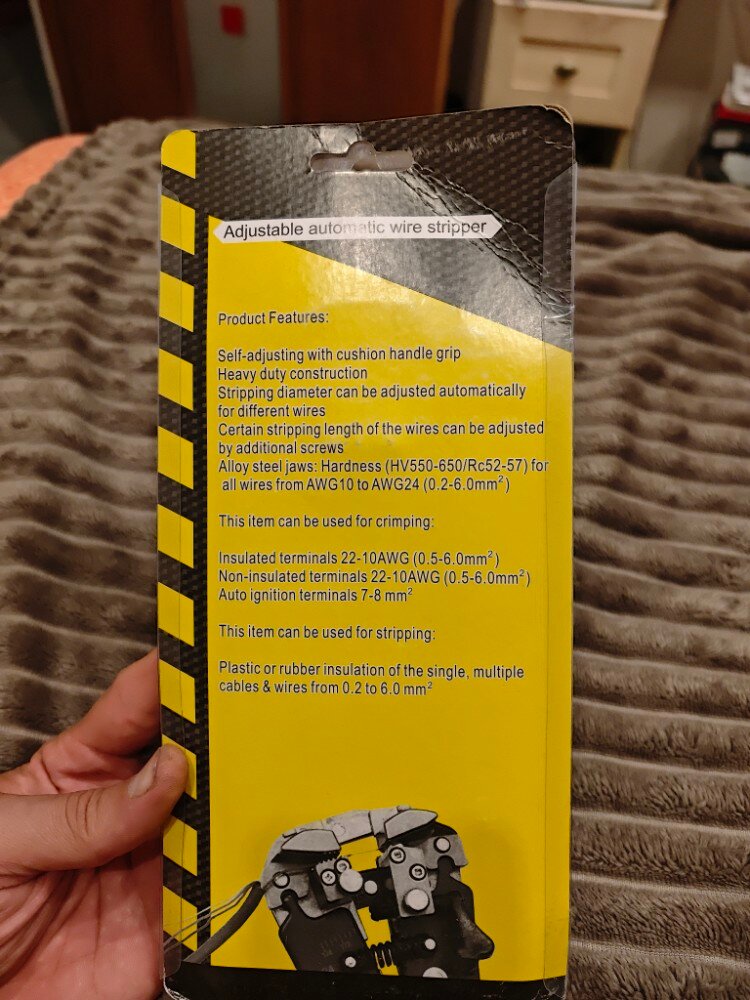 Adjustable automatic wire stripper
Product Features:
Self-adjusting with cushion handle grip
Heavy duty construction
Stripping diameter can be adjusted automatically
for different wires
Certain stripping length of the wires can be adjusted
by additional screws
Alloy steel jaws: Hardness (HV550-650/Rc52-57) for
all wires from AWG10 to AWG24 (0.2-6.0mm²)
This item can be used for crimping:
Insulated terminals 22-10AWG (0.5-6.0mm²)
Non-insulated terminals 22-10AWG (0.5-6.0mm²)
Auto ignition terminals 7-8 mm²
This item can be used for stripping:
Plastic or rubber insulation of the single, multiple
cables & wires from 0.2 to 6.0 mm²